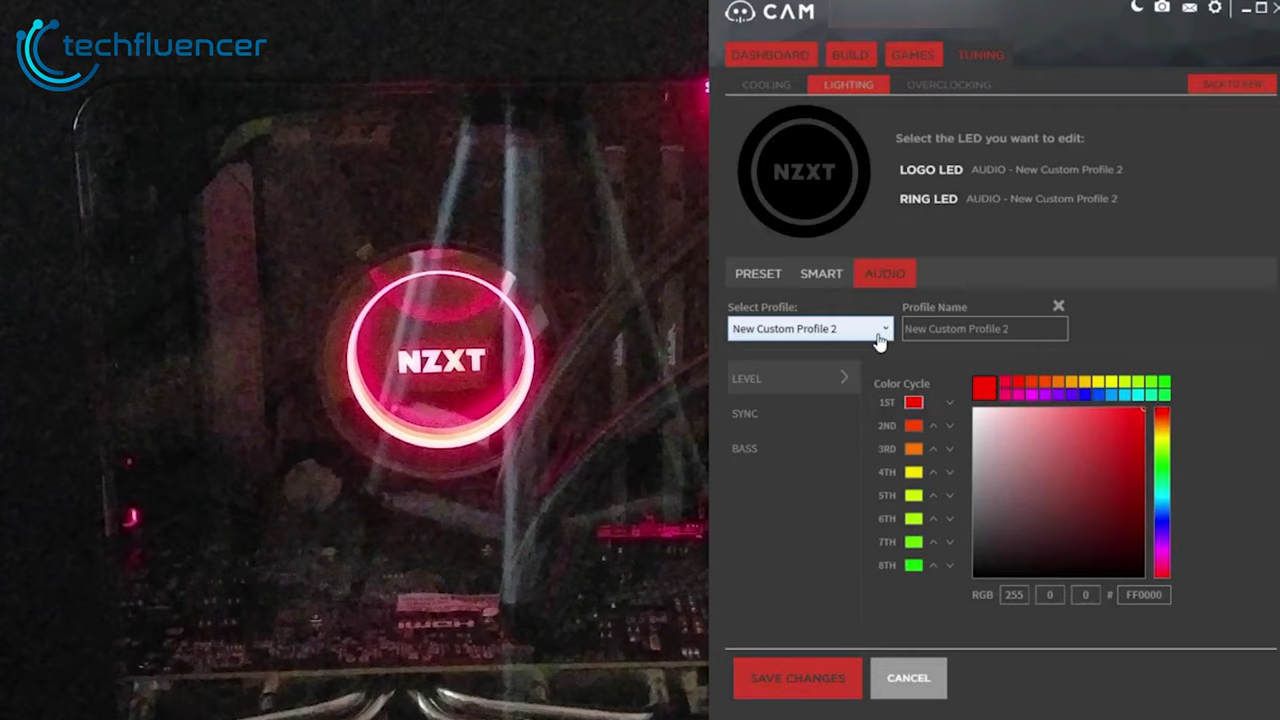 techfluencer
NZXT
CAM
DASHBOARD BUILD GAMES TUNING
COOLING LIGHTING OVERCLOCKING BACK TO NEW
NZXT
Select the LED you want to edit:
LOGO LED AUDIO - New Custom Profile 2
RING LED AUDIO - New Custom Profile 2
PRESET SMART AUDIO
Select Profile: Profile Name
New Custom Profile 2 New Custom Profile 2
LEVEL
SYNC
BASS
Color Cycle
1ST
2ND
3RD
4TH
5TH
6TH
7TH
8TH
RGB 255 0 0 # FF0000
SAVE CHANGES CANCEL